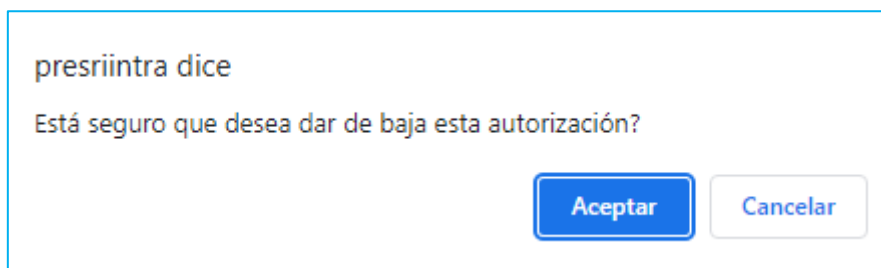 presriintra dice
Está seguro que desea dar de baja esta autorización?
Aceptar
Cancelar